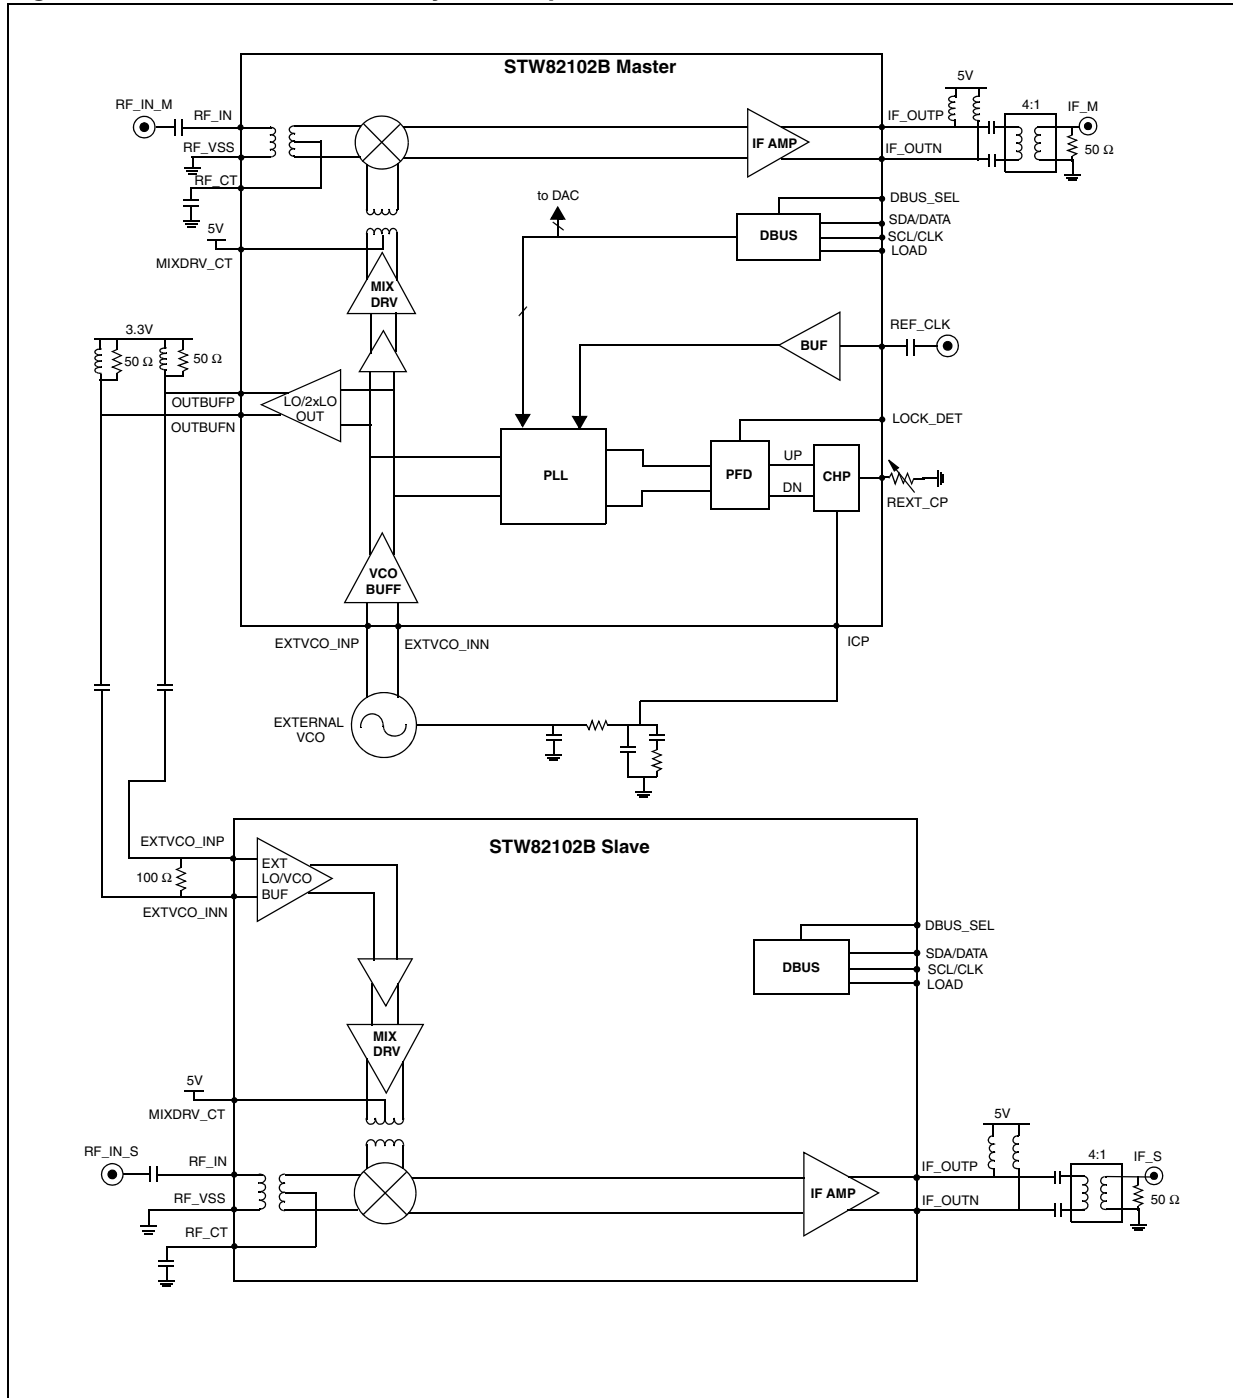 STW82102B Master
5V
RF_IN_M
RF_IN
IF_OUTP
4:1
IF_M
RF_VSS
IF AMP
IF_OUTN
50 Ω
RF_CT
to DAC
DBUS_SEL
5V
DBUS
SDA/DATA
SCL/CLK
LOAD
MIXDRV_CT
MIX
DRV
3.3V
REF_CLK
BUF
50 Ω
50 Ω
OUTBUFP
LO/2xLO
OUT
OUTBUFN
LOCK_DET
PLL
PFD
UP
DN
CHP
REXT_CP
VCO
BUFF
EXTVCO_INP
EXTVCO_INN
ICP
EXTERNAL
VCO
STW82102B Slave
EXTVCO_INP
EXT
LO/VCO
BUF
100 Ω
EXTVCO_INN
DBUS_SEL
DBUS
SDA/DATA
SCL/CLK
LOAD
MIX
DRV
5V
MIXDRV_CT
5V
RF_IN_S
RF_IN
IF_OUTP
4:1
IF_S
RF_VSS
IF AMP
IF_OUTN
50 Ω
RF_CT